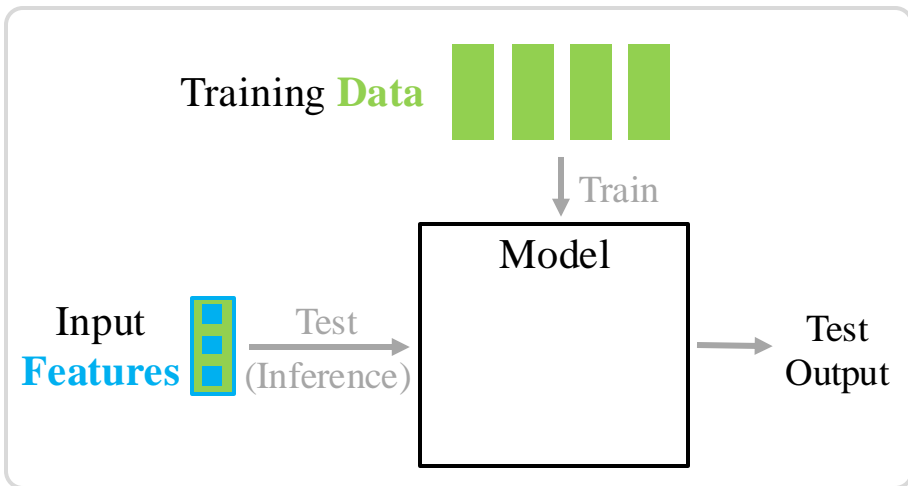 Training Data
Train
Model
Input
Features
Test
(Inference)
Test
Output